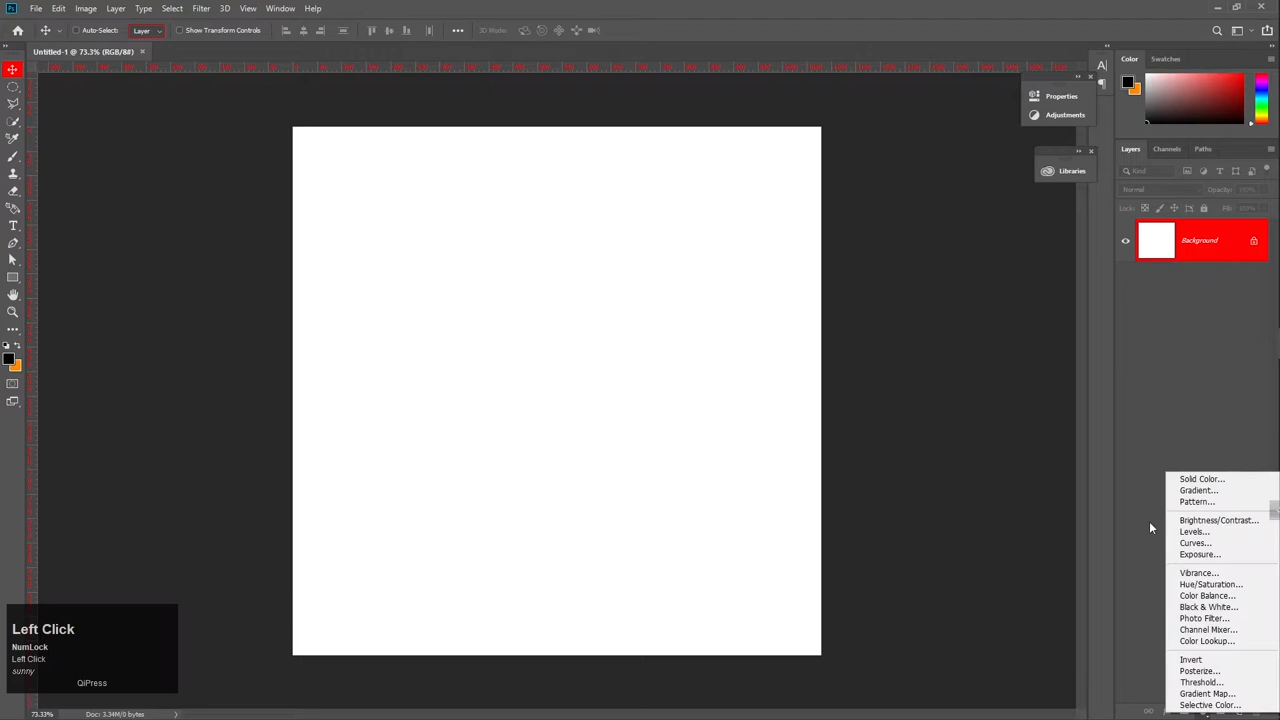 Ps File Edit Image Layer Type Select Filter 3D View Window Help
Auto-Select: Layer Show Transform Controls 3D Mode:
Untitled-1 @ 73.3% (RGB/8#)
Color Swatches
Properties
Adjustments
Libraries
Layers Channels Paths
Kind
Normal Opacity: 100%
Lock: Fill: 100%
Background
Solid Color...
Gradient...
Pattern...
Brightness/Contrast...
Levels...
Curves...
Exposure...
Vibrance...
Hue/Saturation...
Color Balance...
Black & White...
Photo Filter...
Channel Mixer...
Color Lookup...
Invert
Posterize...
Threshold...
Gradient Map...
Selective Color...
Left Click
NumLock
Left Click
sunny
QiPress
73.33% Doc: 3.34M/0 bytes